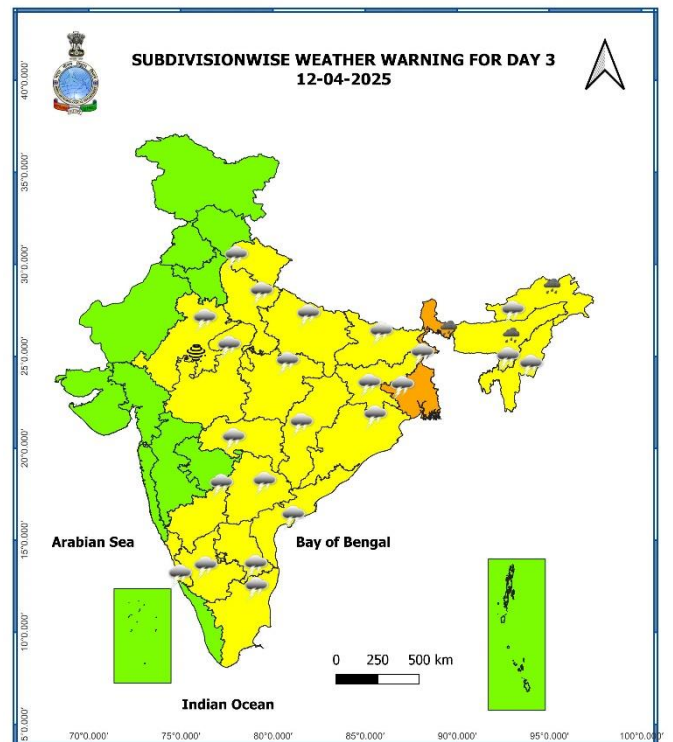 SUBDIVISIONWISE WEATHER WARNING FOR DAY 3
12-04-2025
40°0.000'
35°0.000'
30°0.000'
25°0.000'
20°0.000'
15°0.000'
10°0.000'
5°0.000'
Arabian Sea
Bay of Bengal
0 250 500 km
Indian Ocean
70°0.000' 75°0.000' 80°0.000' 85°0.000' 90°0.000' 95°0.000' 100°0.000'